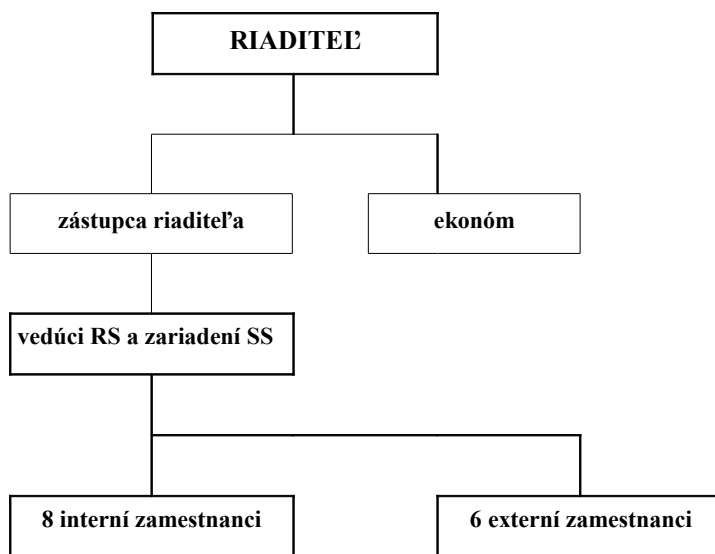 RIADITEĽ
zástupca riaditeľa
ekonóm
vedúci RS a zariadení SS
8 interní zamestnanci
6 externí zamestnanci